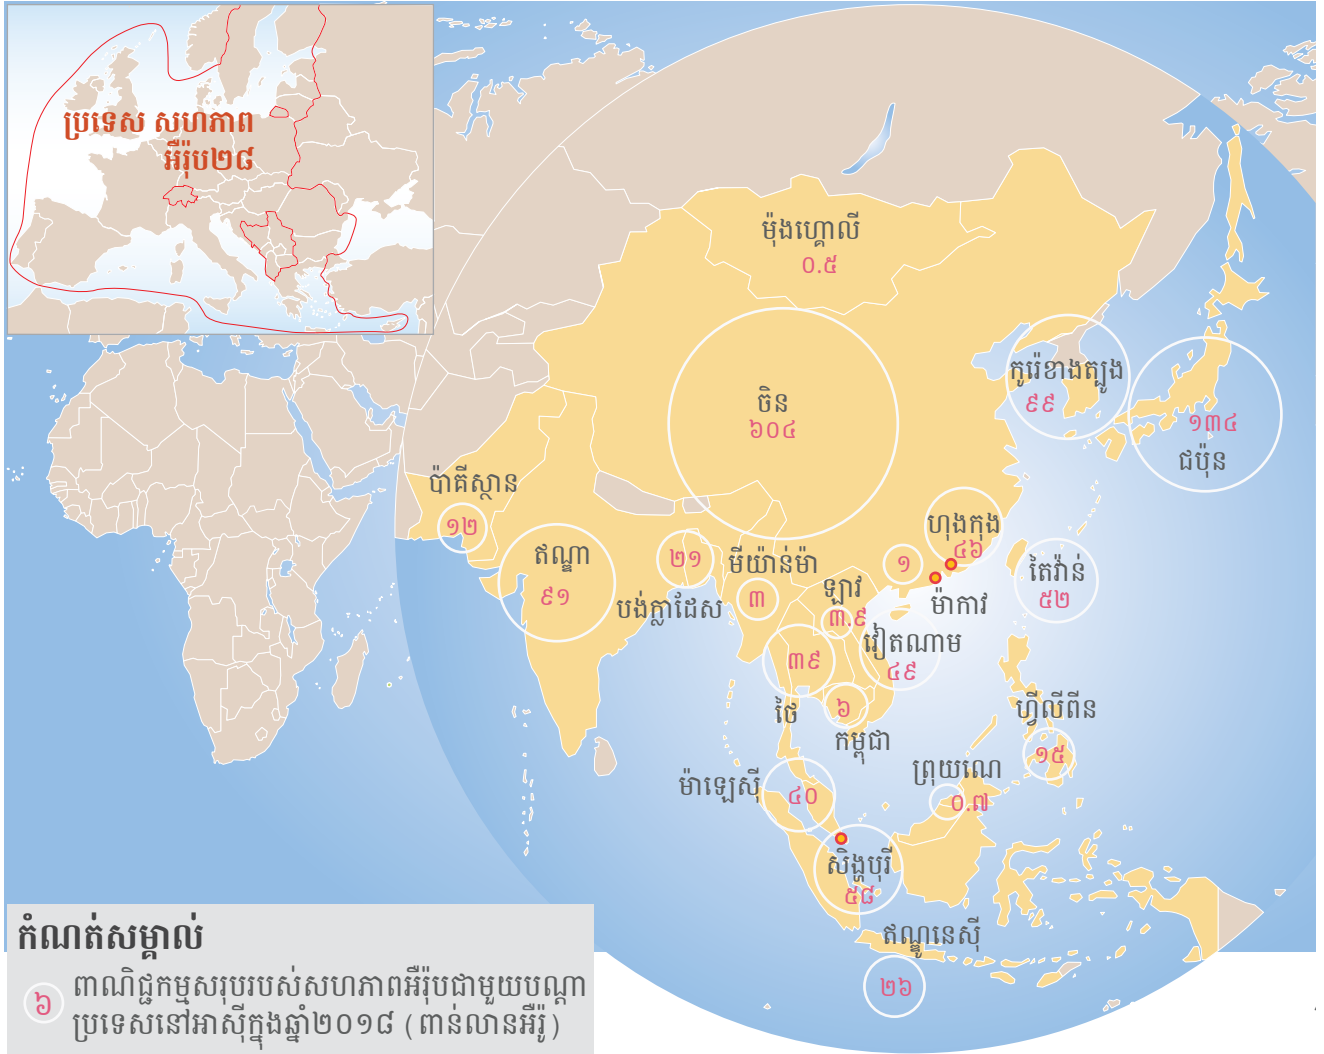 ប្រទេស សហភាព
អឺរ៉ុប២៨
ម៉ុងហ្គោលី
០.៥
ចិន
៦០៤
កូរ៉េខាងត្បូង
៩៩
១៣៤
ជប៉ុន
ប៉ាគីស្ថាន
១២
ឥណ្ឌា
៩១
២១
បង់ក្លាដែស
មីយ៉ាន់ម៉ា
៣
ឡាវ
៣.៩
១
ហុងកុង
៤៦
ម៉ាកាវ
តៃវ៉ាន់
៥២
វៀតណាម
៤៩
៣៩
ថៃ
៦
កម្ពុជា
ហ្វីលីពីន
១៥
ព្រុយណេ
០.៧
ម៉ាឡេស៊ី
៤០
សិង្ហបុរី
៥៨
ឥណ្ឌូនេស៊ី
២៦
កំណត់សម្គាល់
៦ ពាណិជ្ជកម្មសរុបរបស់សហភាពអឺរ៉ុបជាមួយបណ្តា
ប្រទេសនៅអាស៊ីក្នុងឆ្នាំ២០១៨ ( ពាន់លានអឺរ៉ូ )